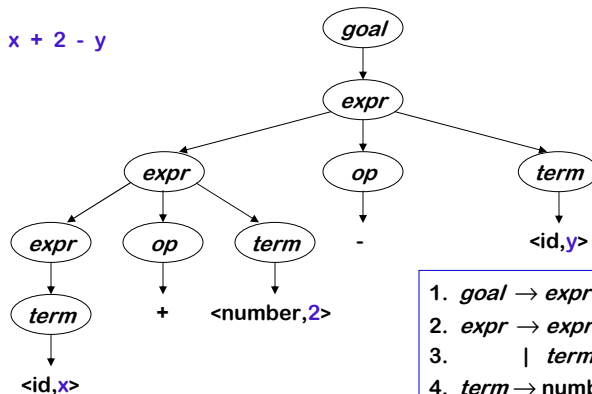 x + 2 - y
goal
expr
expr op term
expr op term - <id,y>
term + <number,2>
<id,x>
1. goal → expr
2. expr → expr
3. | term
4. term → numb